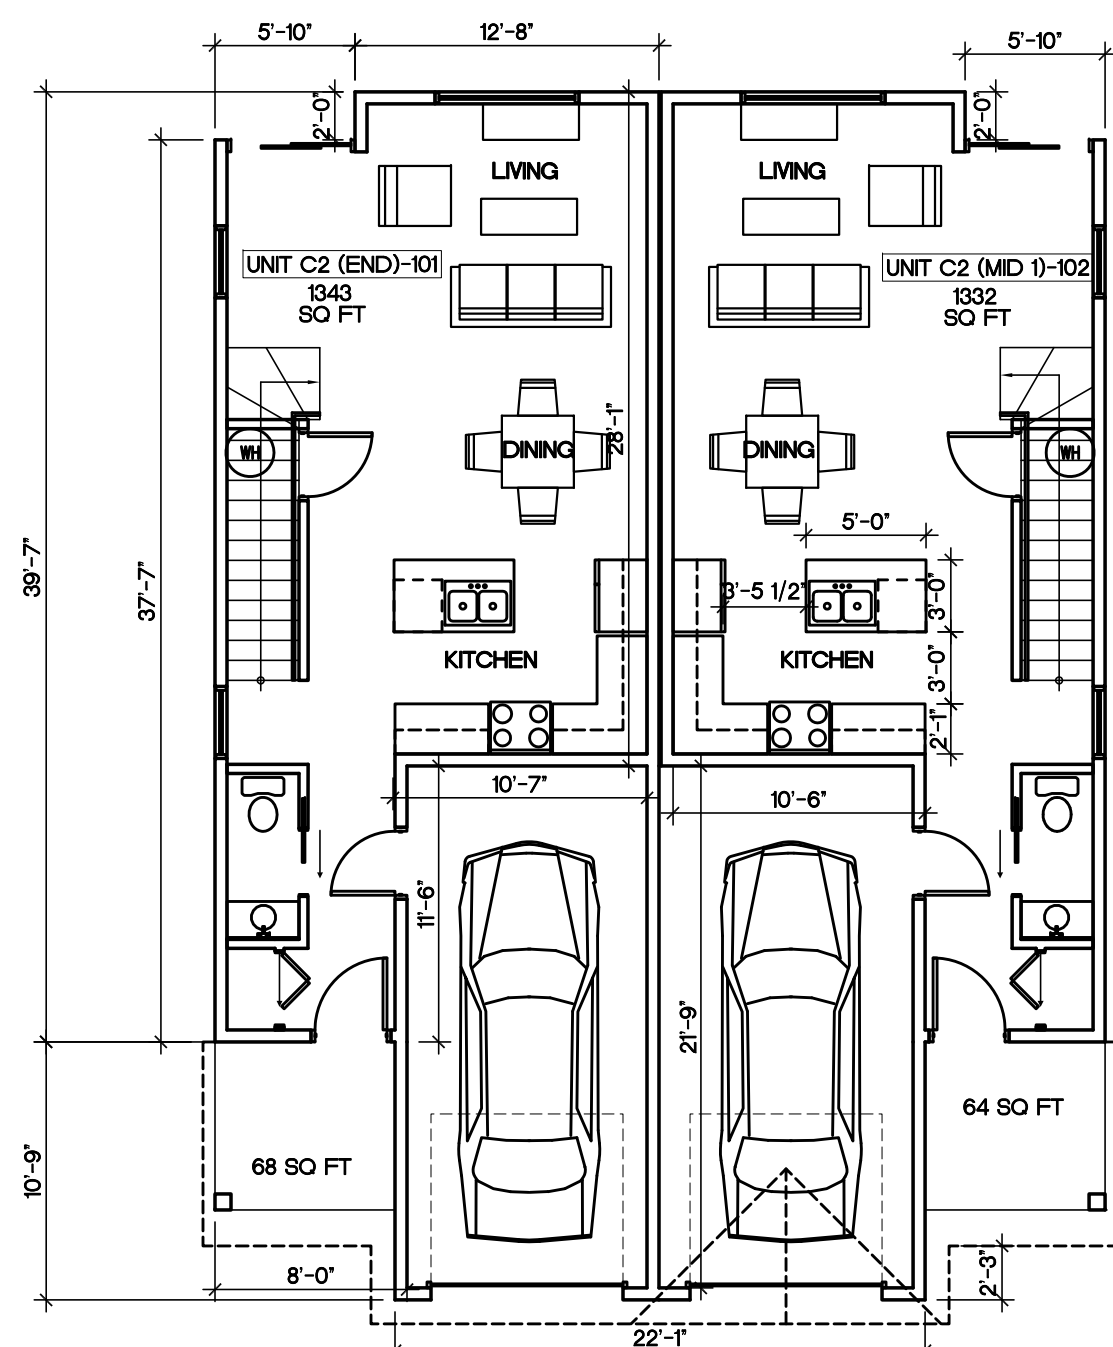 5'-10"
12'-8"
5'-10"
2'-0"
2'-0"
LIVING
LIVING
UNIT C2 (END)-101
1343
SQ FT
UNIT C2 (MID 1)-102
1332
SQ FT
28'-1"
DINING
DINING
WH
WH
39'-7"
37'-7"
5'-0"
3'-5 1/2"
3'-0"
KITCHEN
KITCHEN
3'-0"
2'-1"
10'-7"
10'-6"
11'-6"
21'-9"
68 SQ FT
64 SQ FT
10'-9"
8'-0"
2'-3"
22'-1"